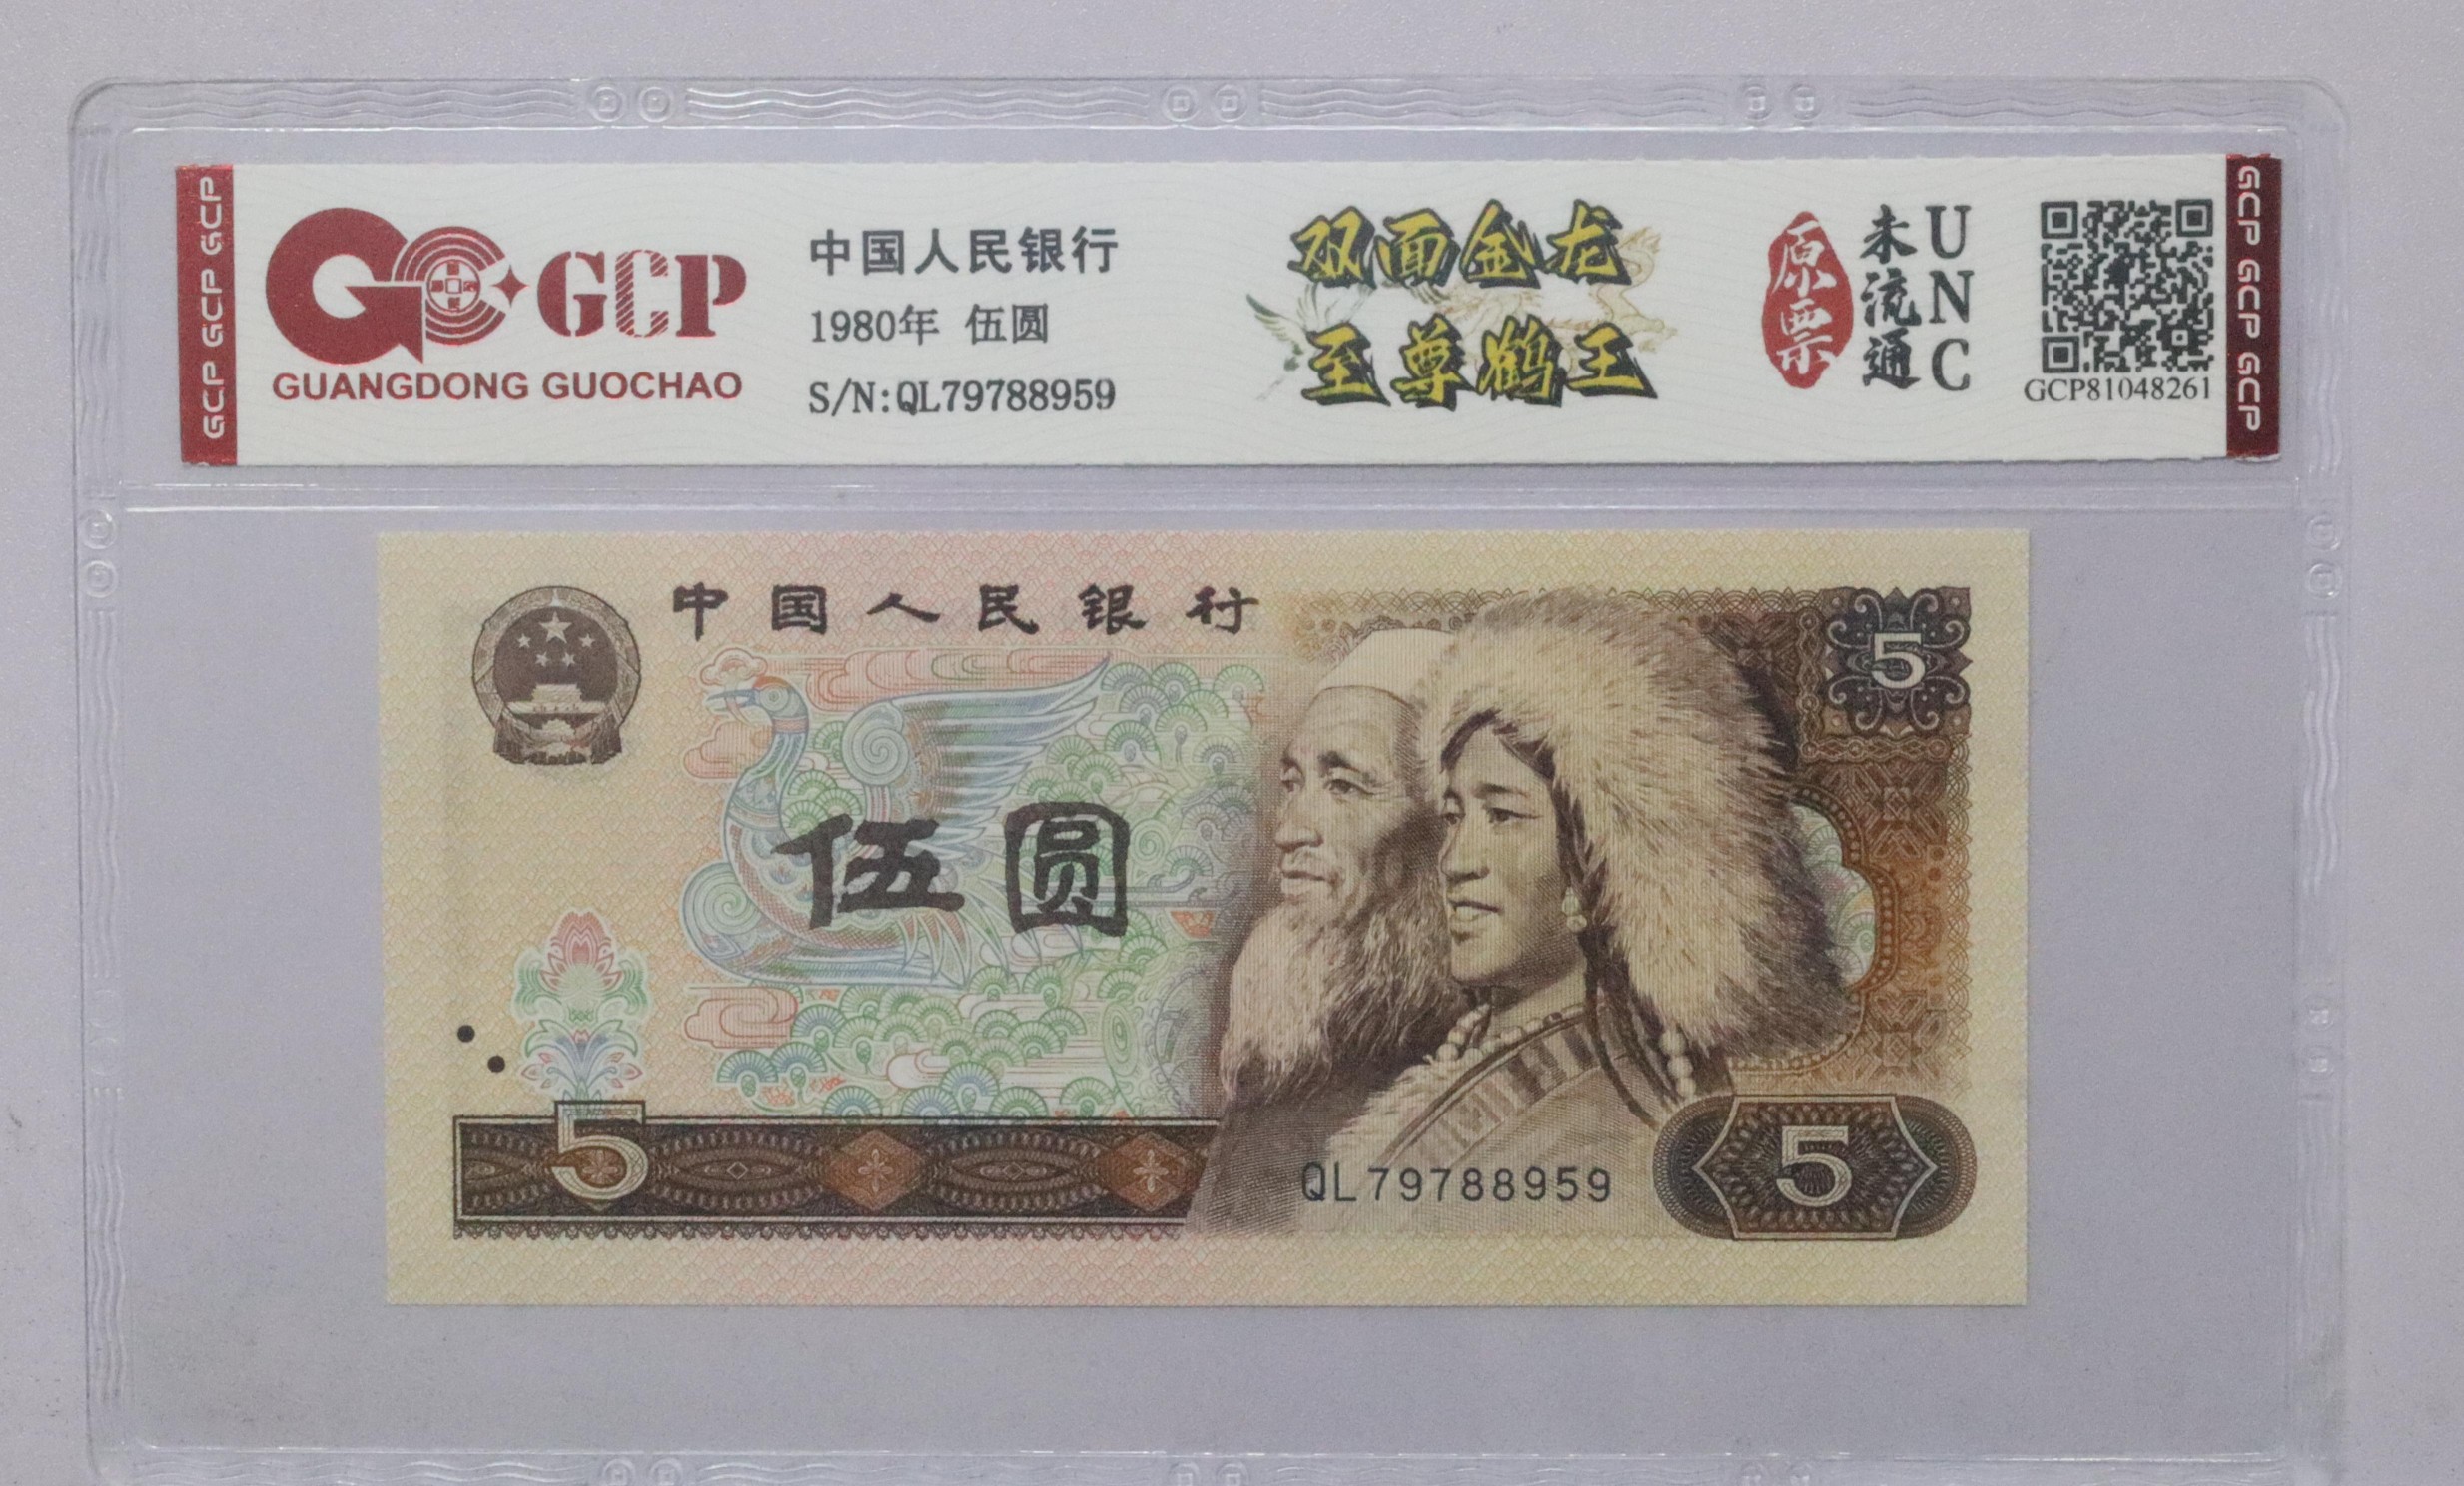 GCP GCP GCP
GCP
GUANGDONG GUOCHAO
中国人民银行
1980年 伍圆
S/N:QL79788959
双面金龙
至尊鹤王
原票
未流通
UNC
GCP81048261
GCP GCP GCP
中国人民银行
5
伍圆
5
QL79788959
5